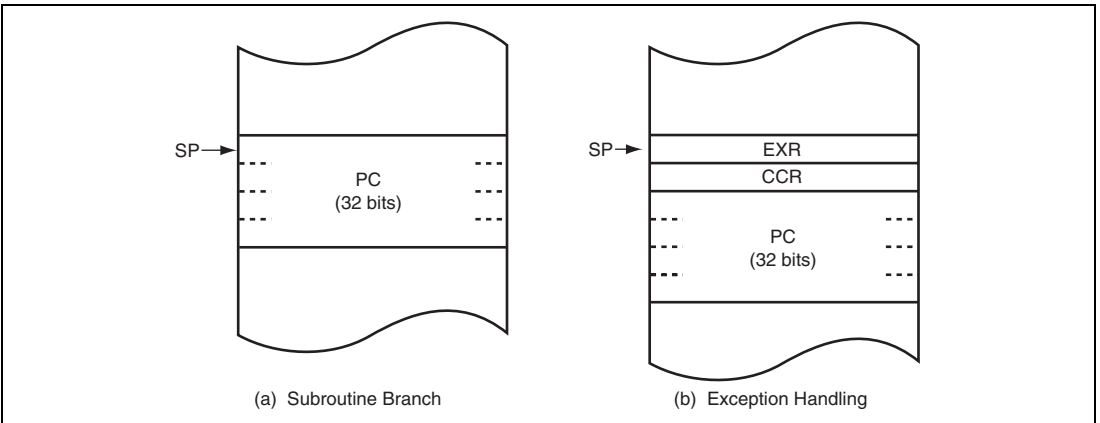 SP
PC
(32 bits)
(a) Subroutine Branch
SP
EXR
CCR
PC
(32 bits)
(b) Exception Handling